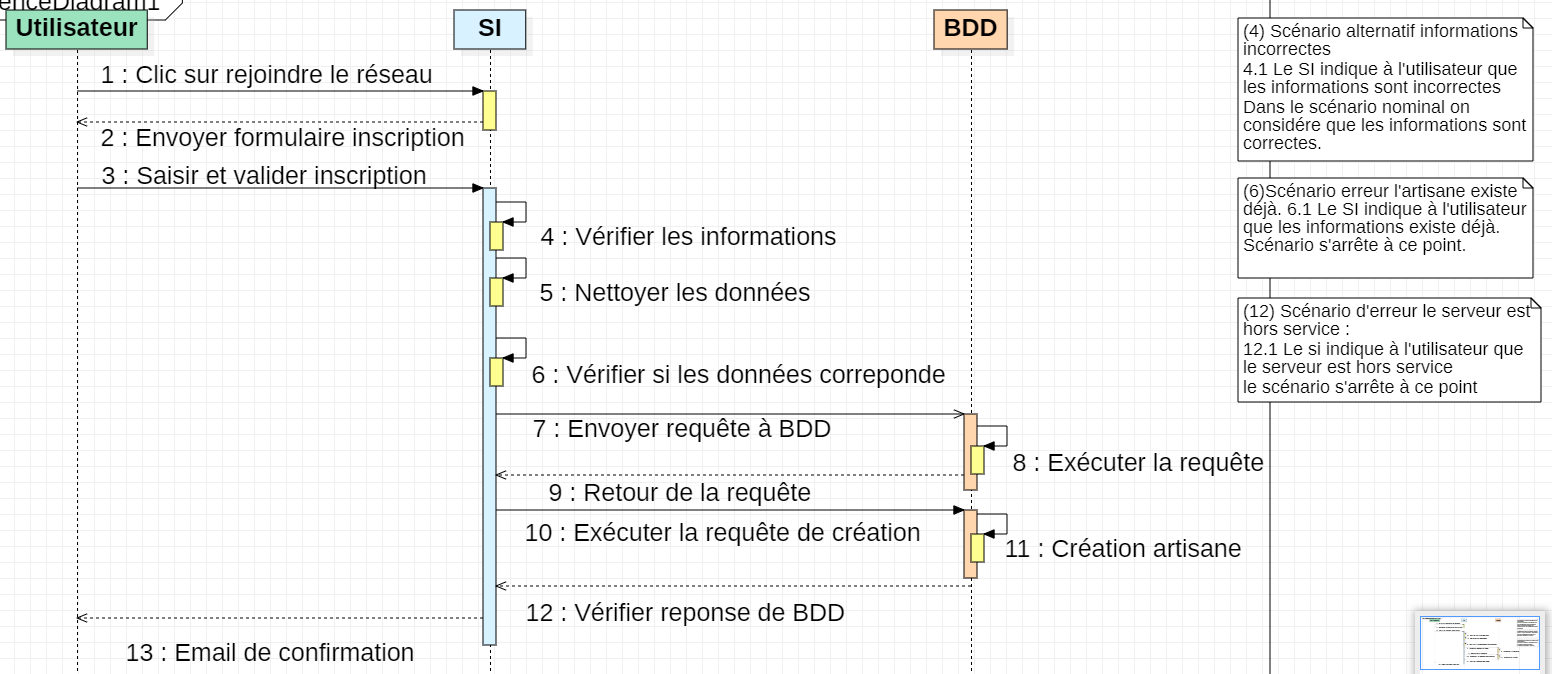 enceDiagram1
Utilisateur
SI
BDD
1 : Clic sur rejoindre le réseau
2 : Envoyer formulaire inscription
3 : Saisir et valider inscription
4 : Vérifier les informations
5 : Nettoyer les données
6 : Vérifier si les données correponde
7 : Envoyer requête à BDD
8 : Exécuter la requête
9 : Retour de la requête
10 : Exécuter la requête de création
11 : Création artisane
12 : Vérifier reponse de BDD
13 : Email de confirmation
(4) Scénario alternatif informations
incorrectes
4.1 Le SI indique à l'utilisateur que
les informations sont incorrectes
Dans le scénario nominal on
considére que les informations sont
correctes.
(6)Scénario erreur l'artisane existe
déjà. 6.1 Le SI indique à l'utilisateur
que les informations existe déjà.
Scénario s'arrête à ce point.
(12) Scénario d'erreur le serveur est
hors service :
12.1 Le si indique à l'utilisateur que
le serveur est hors service
le scénario s'arrête à ce point